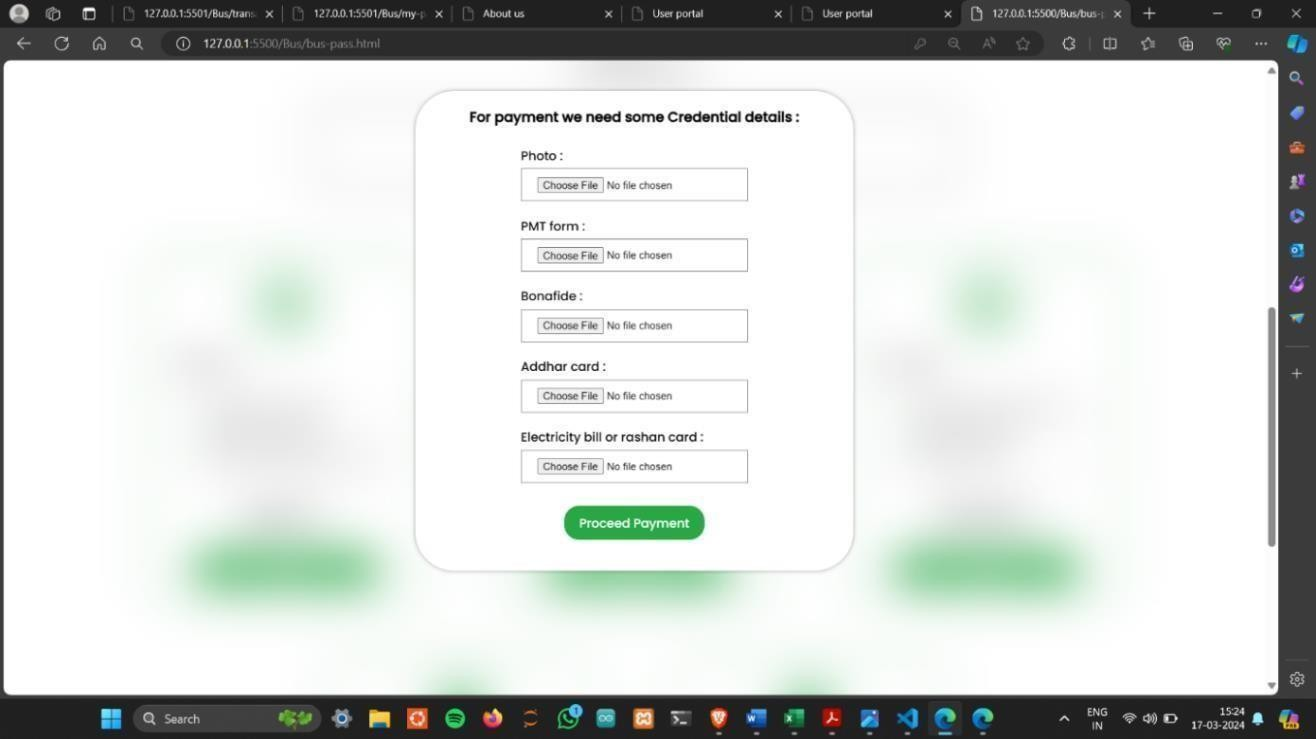 127.0.0.1:5501/Bus/trans
127.0.0.1:5501/Bus/my-p
About us
User portal
User portal
127.0.0.1:5500/Bus/bus-p
127.0.0.1:5500/Bus/bus-pass.html
For payment we need some Credential details :
Photo :
Choose File No file chosen
PMT form :
Choose File No file chosen
Bonafide :
Choose File No file chosen
Addhar card :
Choose File No file chosen
Electricity bill or rashan card :
Choose File No file chosen
Proceed Payment
Search
ENG
IN
15:24
17-03-2024